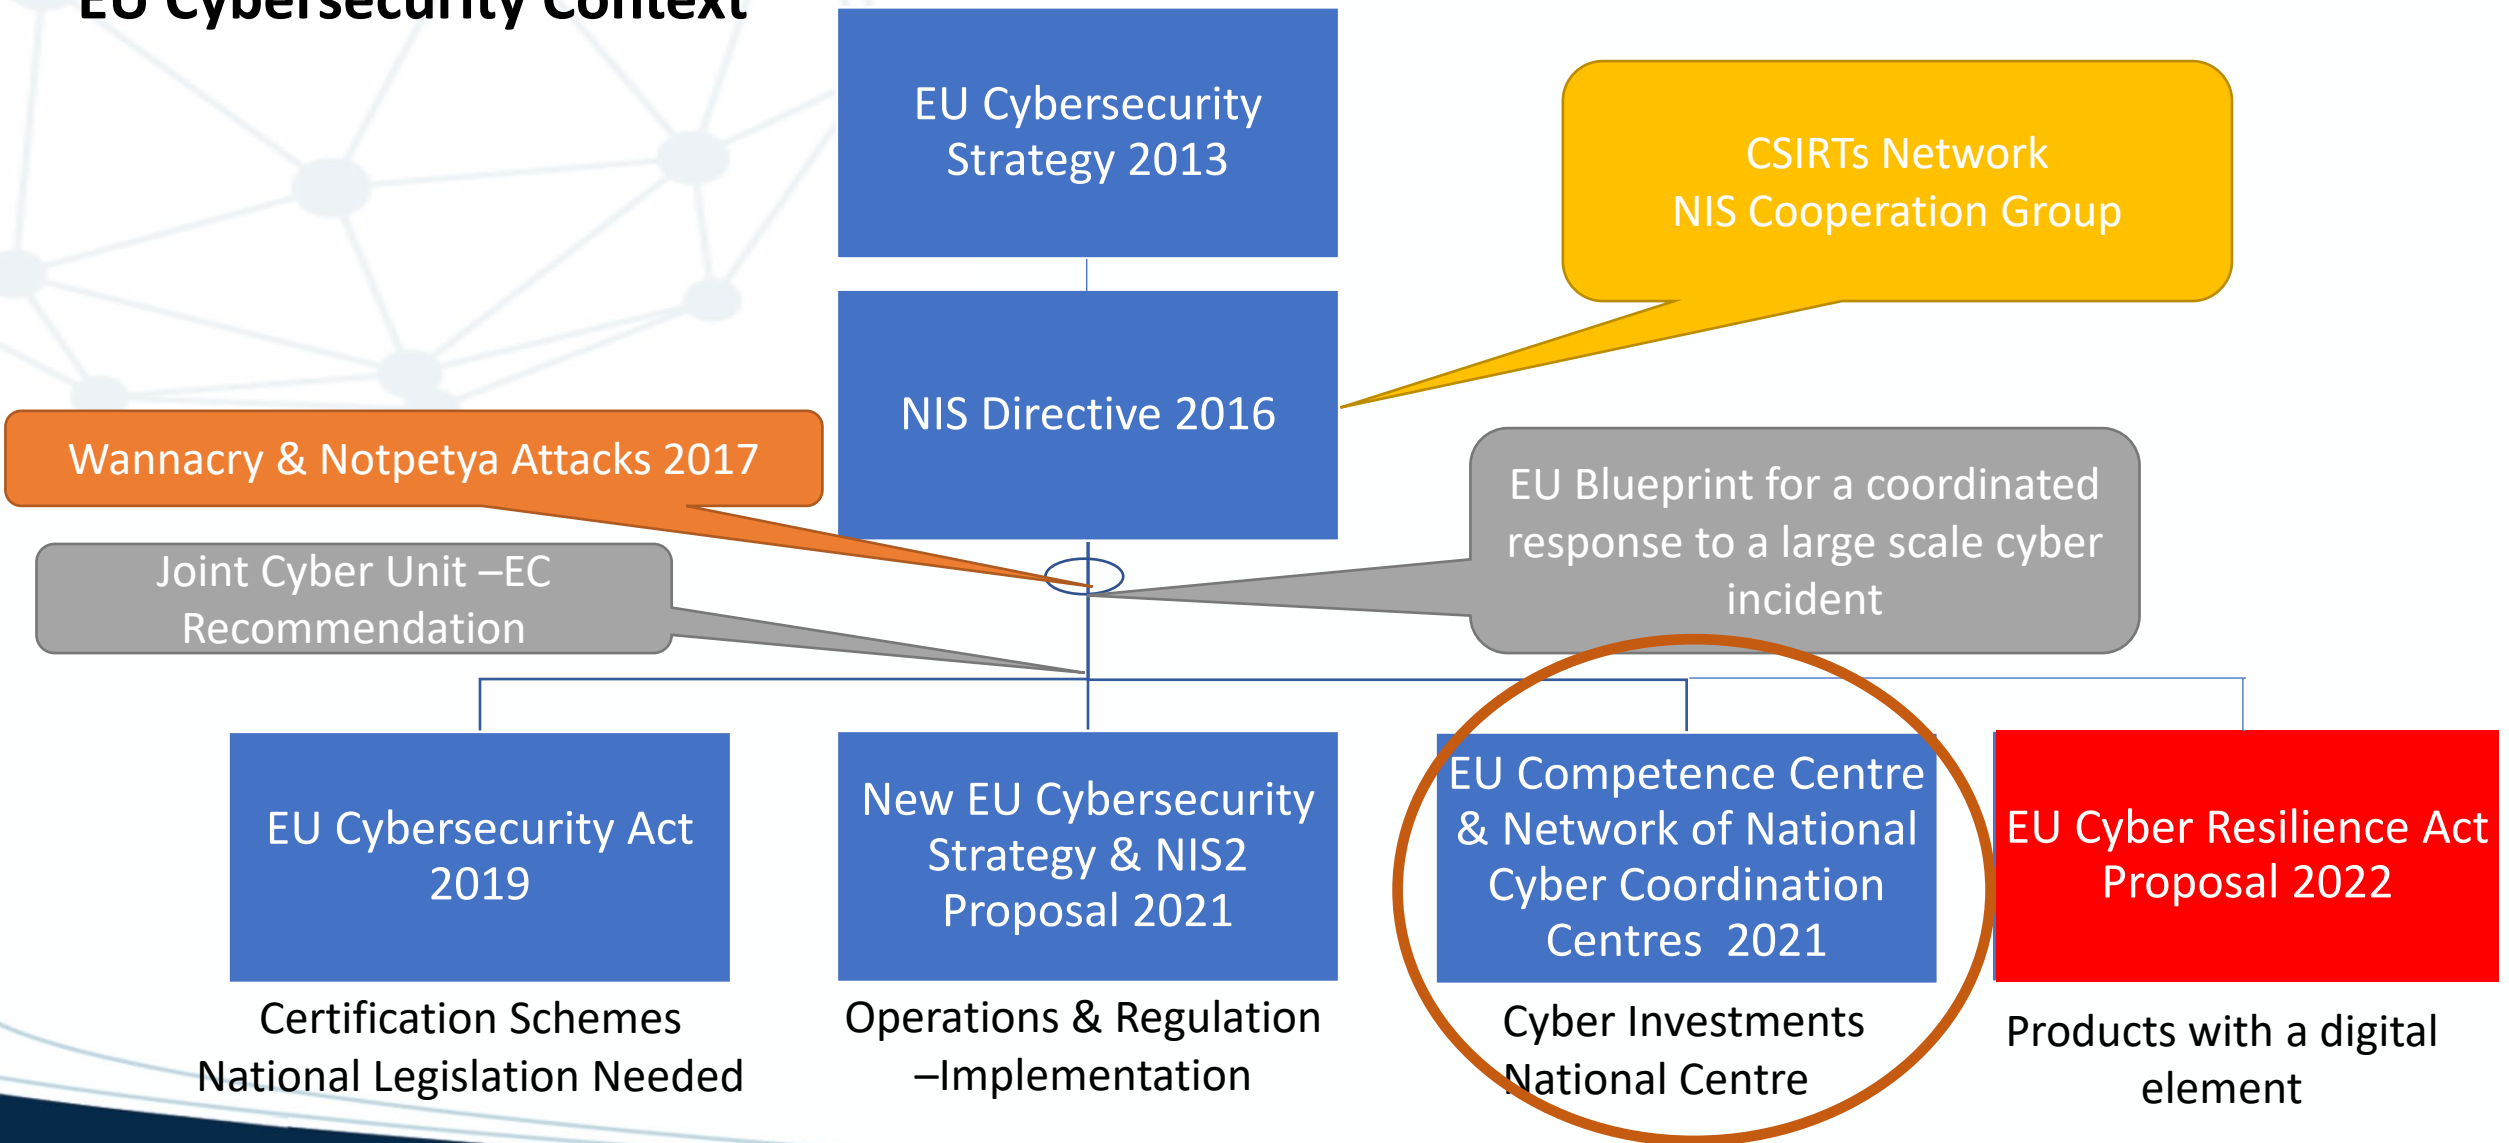 EU Cybersecurity Context
EU Cybersecurity
Strategy 2013
CSIRTs Network
NIS Cooperation Group
NIS Directive 2016
Wannacry & Notpetya Attacks 2017
EU Blueprint for a coordinated
response to a large scale cyber
incident
Joint Cyber Unit –EC
Recommendation
EU Cybersecurity Act
2019
New EU Cybersecurity
Strategy & NIS2
Proposal 2021
EU Competence Centre
& Network of National
Cyber Coordination
Centres 2021
EU Cyber Resilience Act
Proposal 2022
Certification Schemes
National Legislation Needed
Operations & Regulation
–Implementation
Cyber Investments
National Centre
Products with a digital
element